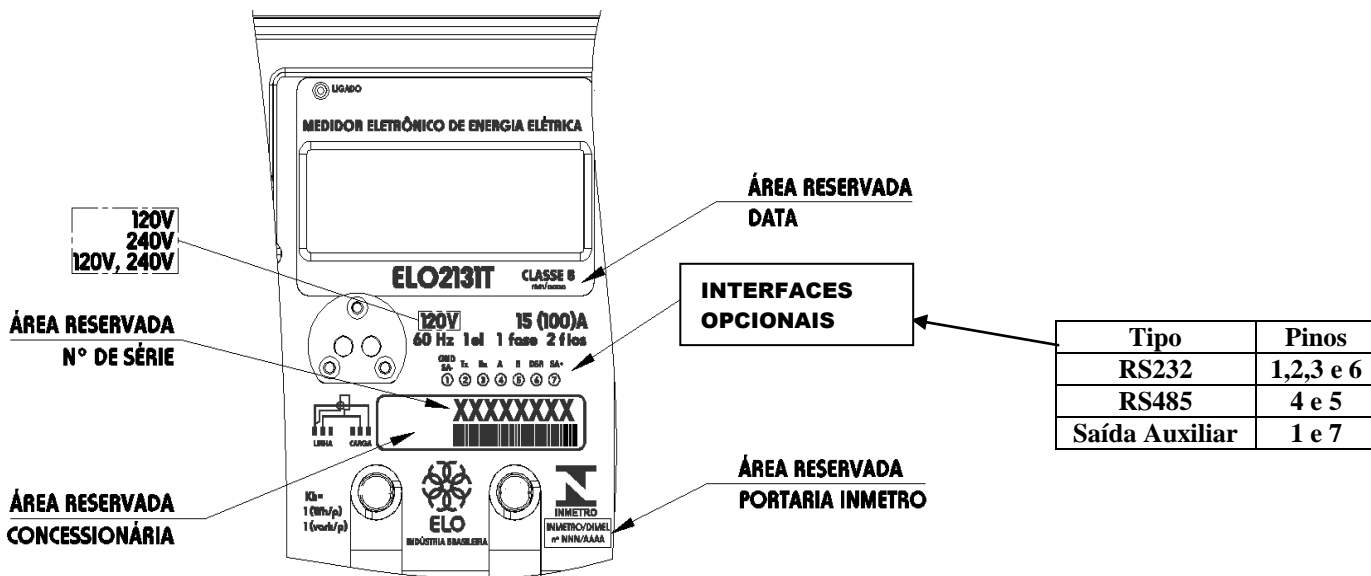 LIGADO
MEDIDOR ELETRÔNICO DE ENERGIA ELÉTRICA
ÁREA RESERVADA
DATA
120V
240V
120V, 240V
ELO2131T
CLASSE B
INTERFACES
OPCIONAIS
ÁREA RESERVADA
Nº DE SÉRIE
120V 15 (100)A
60 Hz 1el 1 fase 2 fios
GND
SA- Tx Rx A B DSR SA+
1 2 3 4 5 6 7
Tipo Pinos
RS232 1,2,3 e 6
RS485 4 e 5
Saída Auxiliar 1 e 7
XXXXXXXX
LINHA CARGA
ÁREA RESERVADA
CONCESSIONÁRIA
Kh=
1 (Wh/p)
1 (varh/p)
ELO
INDÚSTRIA BRASILEIRA
INMETRO
INMETRO/DIMEL
nº NNN/AAAA
ÁREA RESERVADA
PORTARIA INMETRO